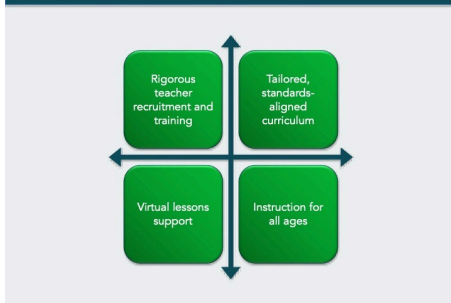 Rigorous
teacher
recruitment and
training
Tailored,
standards-
aligned
curriculum
Virtual lessons
support
Instruction for
all ages